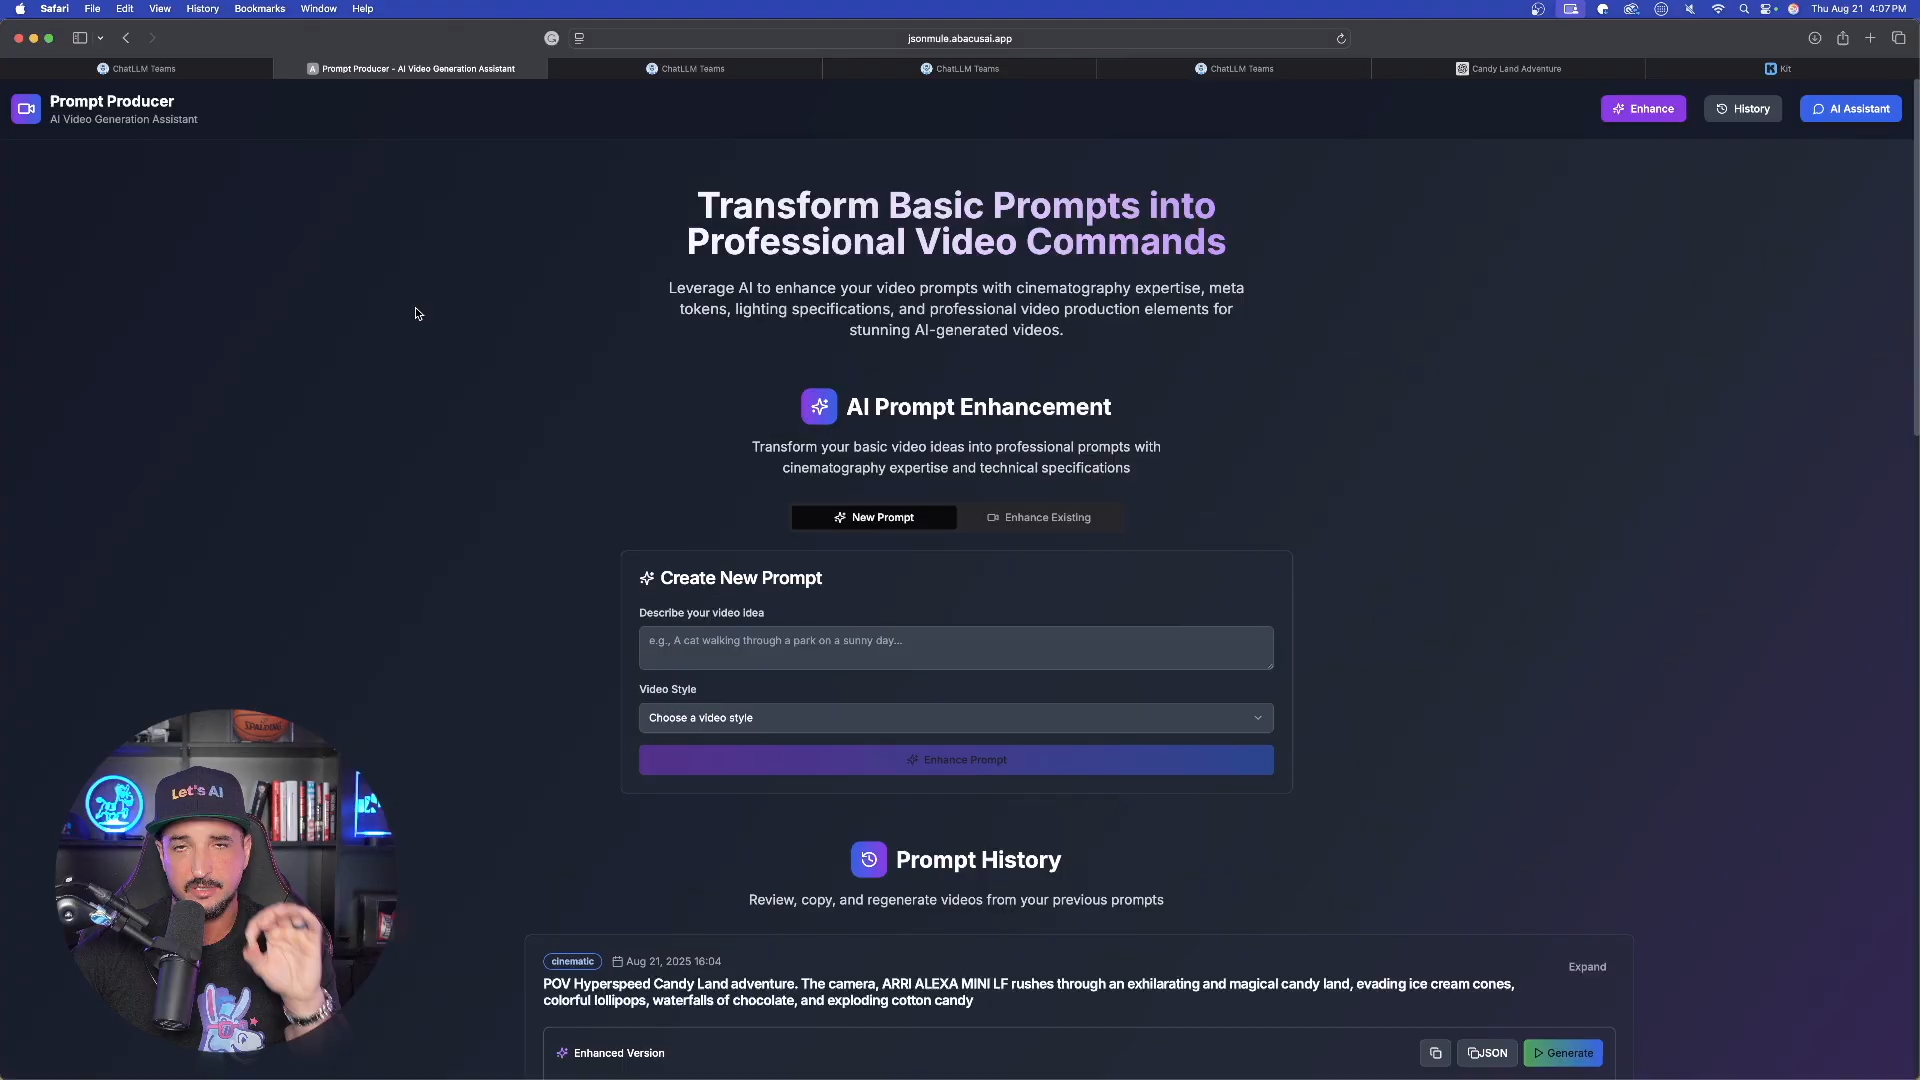 Safari File Edit View History Bookmarks Window Help Thu Aug 21 4:07 PM
jsonmule.abacusai.app
ChatLLM Teams
Prompt Producer - AI Video Generation Assistant
ChatLLM Teams
ChatLLM Teams
ChatLLM Teams
Candy Land Adventure
Kit
Prompt Producer
AI Video Generation Assistant
Enhance
History
AI Assistant
Transform Basic Prompts into
Professional Video Commands
Leverage AI to enhance your video prompts with cinematography expertise, meta
tokens, lighting specifications, and professional video production elements for
stunning AI-generated videos.
AI Prompt Enhancement
Transform your basic video ideas into professional prompts with
cinematography expertise and technical specifications
New Prompt
Enhance Existing
Create New Prompt
Describe your video idea
e.g., A cat walking through a park on a sunny day...
Video Style
Choose a video style
Enhance Prompt
SPALDING
Let's AI
Prompt History
Review, copy, and regenerate videos from your previous prompts
cinematic
Aug 21, 2025 16:04
Expand
POV Hyperspeed Candy Land adventure. The camera, ARRI ALEXA MINI LF rushes through an exhilarating and magical candy land, evading ice cream cones,
colorful lollipops, waterfalls of chocolate, and exploding cotton candy
Enhanced Version
JSON
Generate